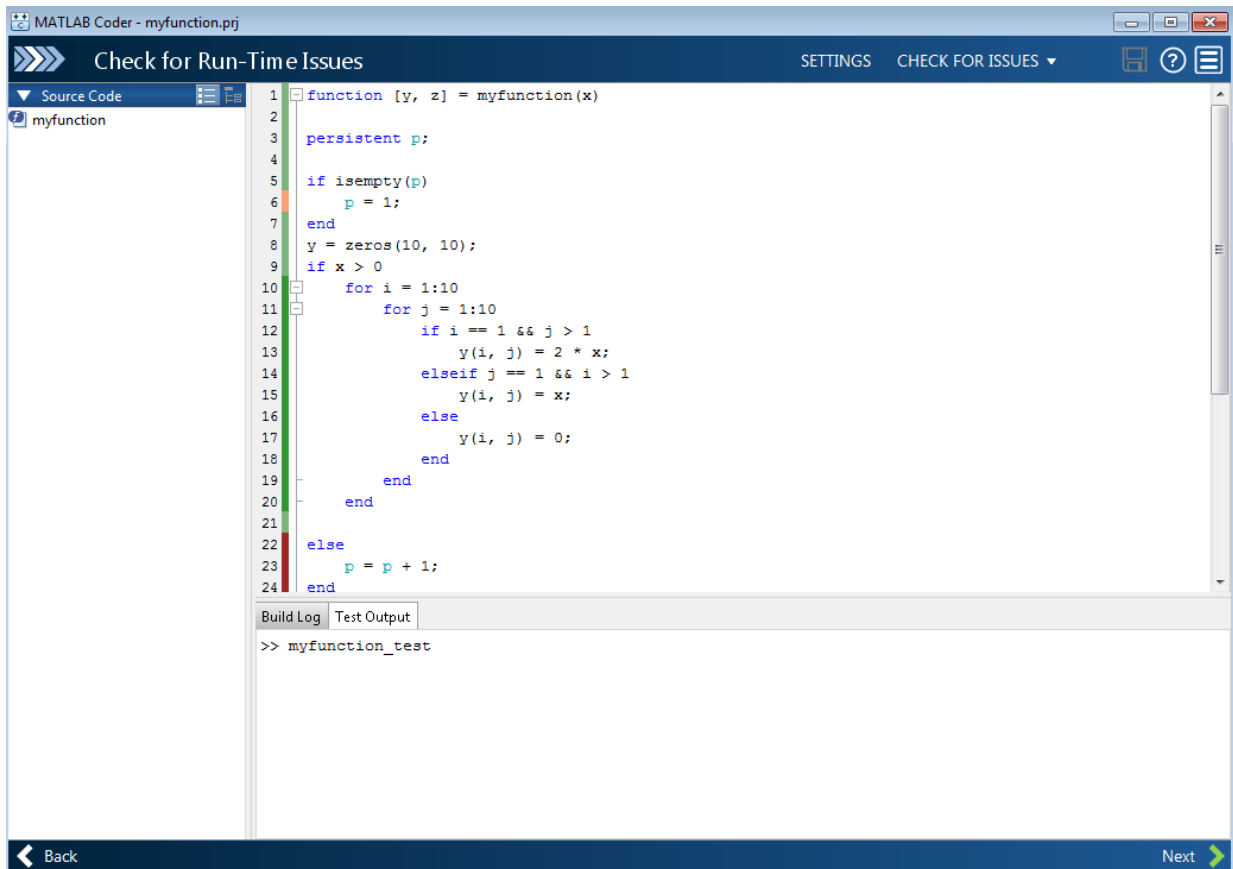 MATLAB Coder - myfunction.prj
Check for Run-Time Issues SETTINGS CHECK FOR ISSUES
Source Code
myfunction
1 function [y, z] = myfunction(x)
2
3 persistent p;
4
5 if isempty(p)
6     p = 1;
7 end
8 y = zeros(10, 10);
9 if x > 0
10     for i = 1:10
11         for j = 1:10
12             if i == 1 && j > 1
13                 y(i, j) = 2 * x;
14             elseif j == 1 && i > 1
15                 y(i, j) = x;
16             else
17                 y(i, j) = 0;
18             end
19         end
20     end
21
22 else
23     p = p + 1;
24 end
Build Log Test Output
>> myfunction_test
Back Next